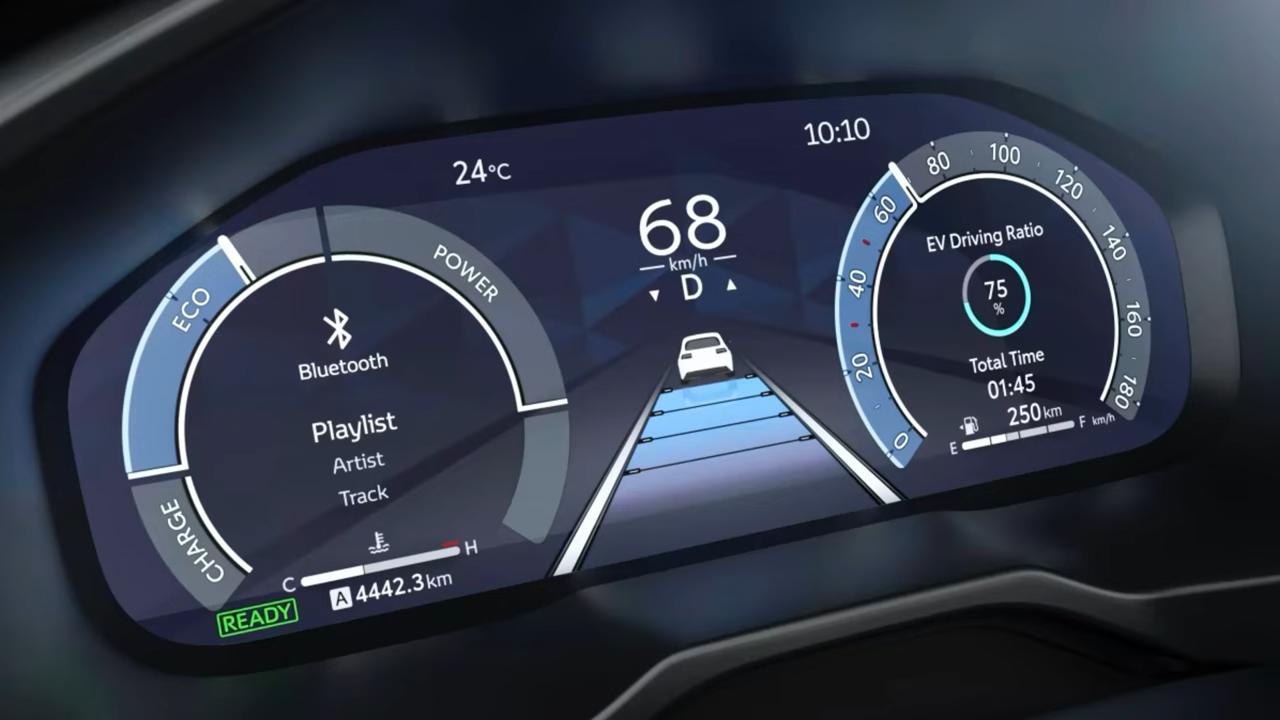 24°C
10:10
68
km/h
D
POWER
ECO
CHARGE
Bluetooth
Playlist
Artist
Track
C
H
A 4442.3km
READY
0
20
40
60
80
100
120
140
160
180
km/h
EV Driving Ratio
75
%
Total Time
01:45
250km
E
F